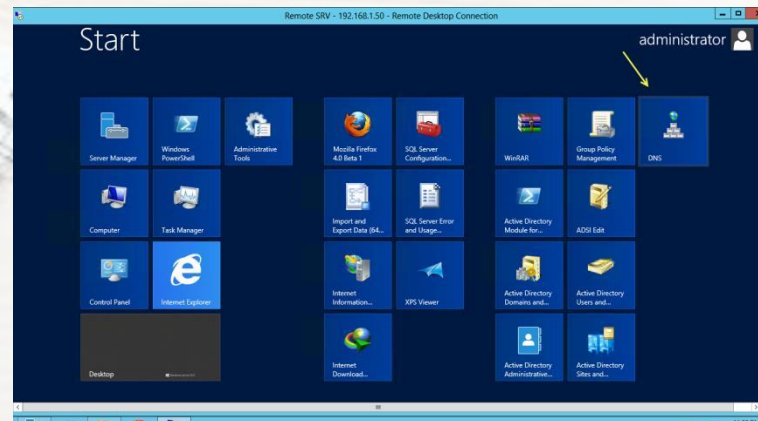 Remote SRV - 192.168.1.50 - Remote Desktop Connection
Start
administrator
Server Manager
Windows
PowerShell
Administrative
Tools
Mozilla Firefox
4.0 Beta 1
SQL Server
Configuration...
WinRAR
Group Policy
Management
DNS
Computer
Task Manager
Import and
Export Data (64...
SQL Server Error
and Usage...
Active Directory
Module for...
ADSI Edit
Control Panel
Internet Explorer
Internet
Information...
XPS Viewer
Active Directory
Domains and...
Active Directory
Users and...
Desktop
Internet
Download...
Active Directory
Administrative...
Active Directory
Sites and...